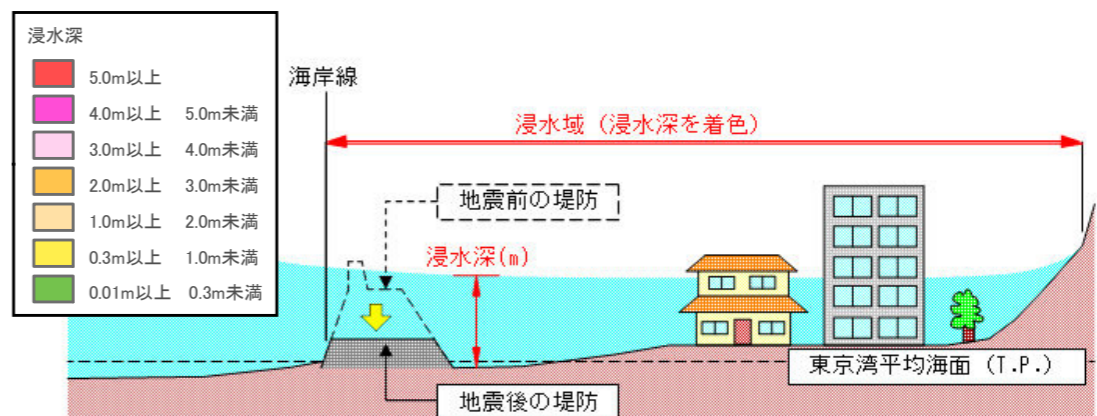 浸水深
5.0m以上
4.0m以上 5.0m未満
3.0m以上 4.0m未満
2.0m以上 3.0m未満
1.0m以上 2.0m未満
0.3m以上 1.0m未満
0.01m以上 0.3m未満
海岸線
浸水域（浸水深を着色）
地震前の堤防
浸水深(m)
東京湾平均海面（T.P.）
地震後の堤防